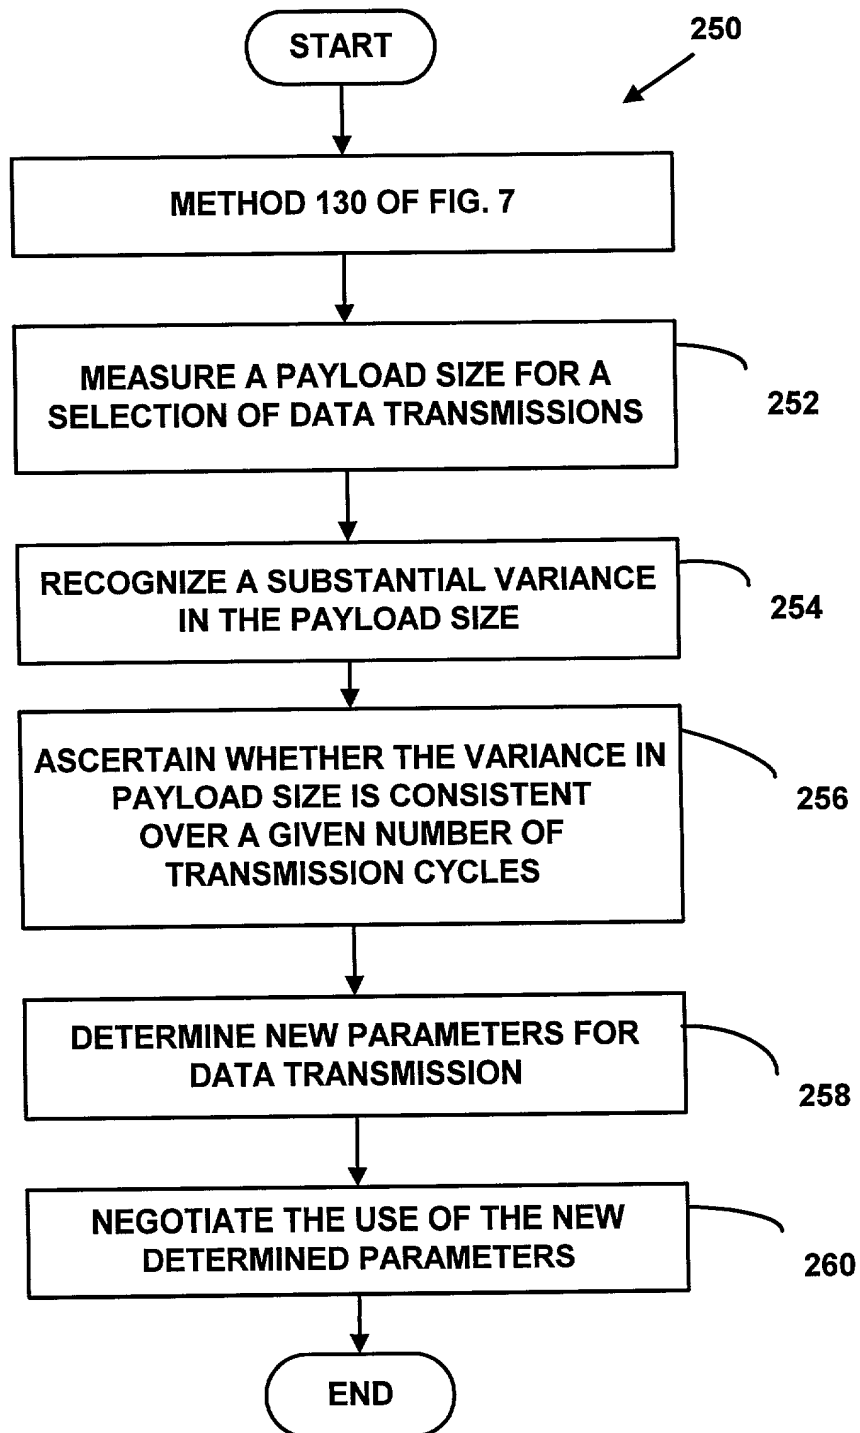 START
250
METHOD 130 OF FIG. 7
MEASURE A PAYLOAD SIZE FOR A
SELECTION OF DATA TRANSMISSIONS
252
RECOGNIZE A SUBSTANTIAL VARIANCE
IN THE PAYLOAD SIZE
254
ASCERTAIN WHETHER THE VARIANCE IN
PAYLOAD SIZE IS CONSISTENT
OVER A GIVEN NUMBER OF
TRANSMISSION CYCLES
256
DETERMINE NEW PARAMETERS FOR
DATA TRANSMISSION
258
NEGOTIATE THE USE OF THE NEW
DETERMINED PARAMETERS
260
END